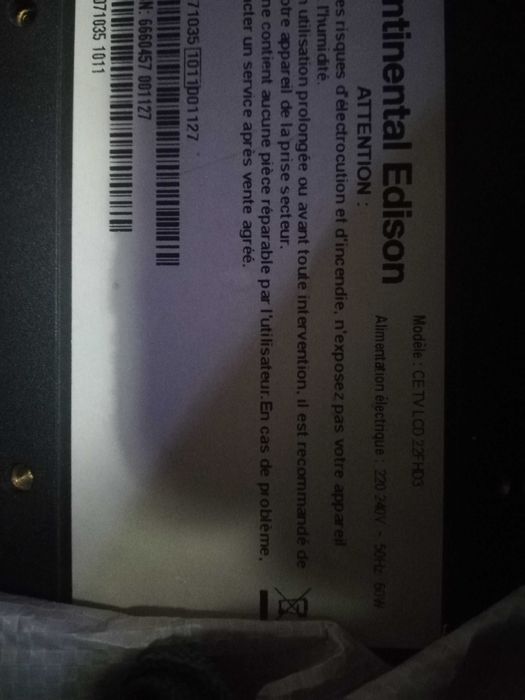 ntinental Edison
Modèle : CE TV LCD 22FHD3
Alimentation électrique : 220 240V ~ 50Hz 60W
ATTENTION :
es risques d'électrocution et d'incendie, n'exposez pas votre appareil
l'humidité.
n utilisation prolongée ou avant toute intervention, il est recommandé de
otre appareil de la prise secteur.
ne contient aucune pièce réparable par l'utilisateur.En cas de problème,
cter un service après vente agréé.
71035 1011 001127
N: 6660457 001127
071035 1011